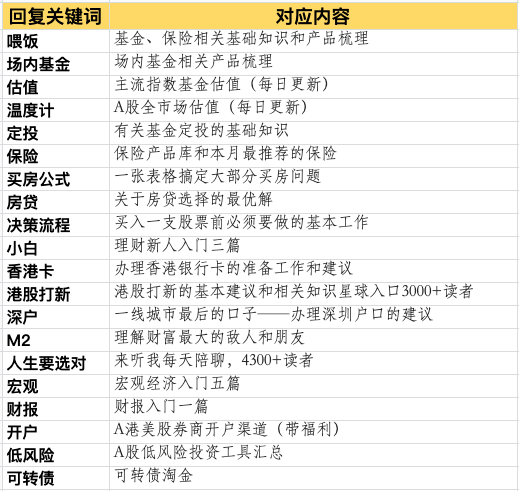 回复关键词 对应内容
喂饭 基金、保险相关基础知识和产品梳理
场内基金 场内基金相关产品梳理
估值 主流指数基金估值（每日更新）
温度计 A股全市场估值（每日更新）
定投 有关基金定投的基础知识
保险 保险产品库和本月最推荐的保险
买房公式 一张表格搞定大部分买房问题
房贷 关于房贷选择的最优解
决策流程 买入一支股票前必须要做的基本工作
小白 理财新人入门三篇
香港卡 办理香港银行卡的准备工作和建议
港股打新 港股打新的基本建议和相关知识星球入口3000+读者
深户 一线城市最后的口子——办理深圳户口的建议
M2 理解财富最大的敌人和朋友
人生要选对 来听我每天陪聊，4300+读者
宏观 宏观经济入门五篇
财报 财报入门一篇
开户 A港美股券商开户渠道（带福利）
低风险 A股低风险投资工具汇总
可转债 可转债淘金